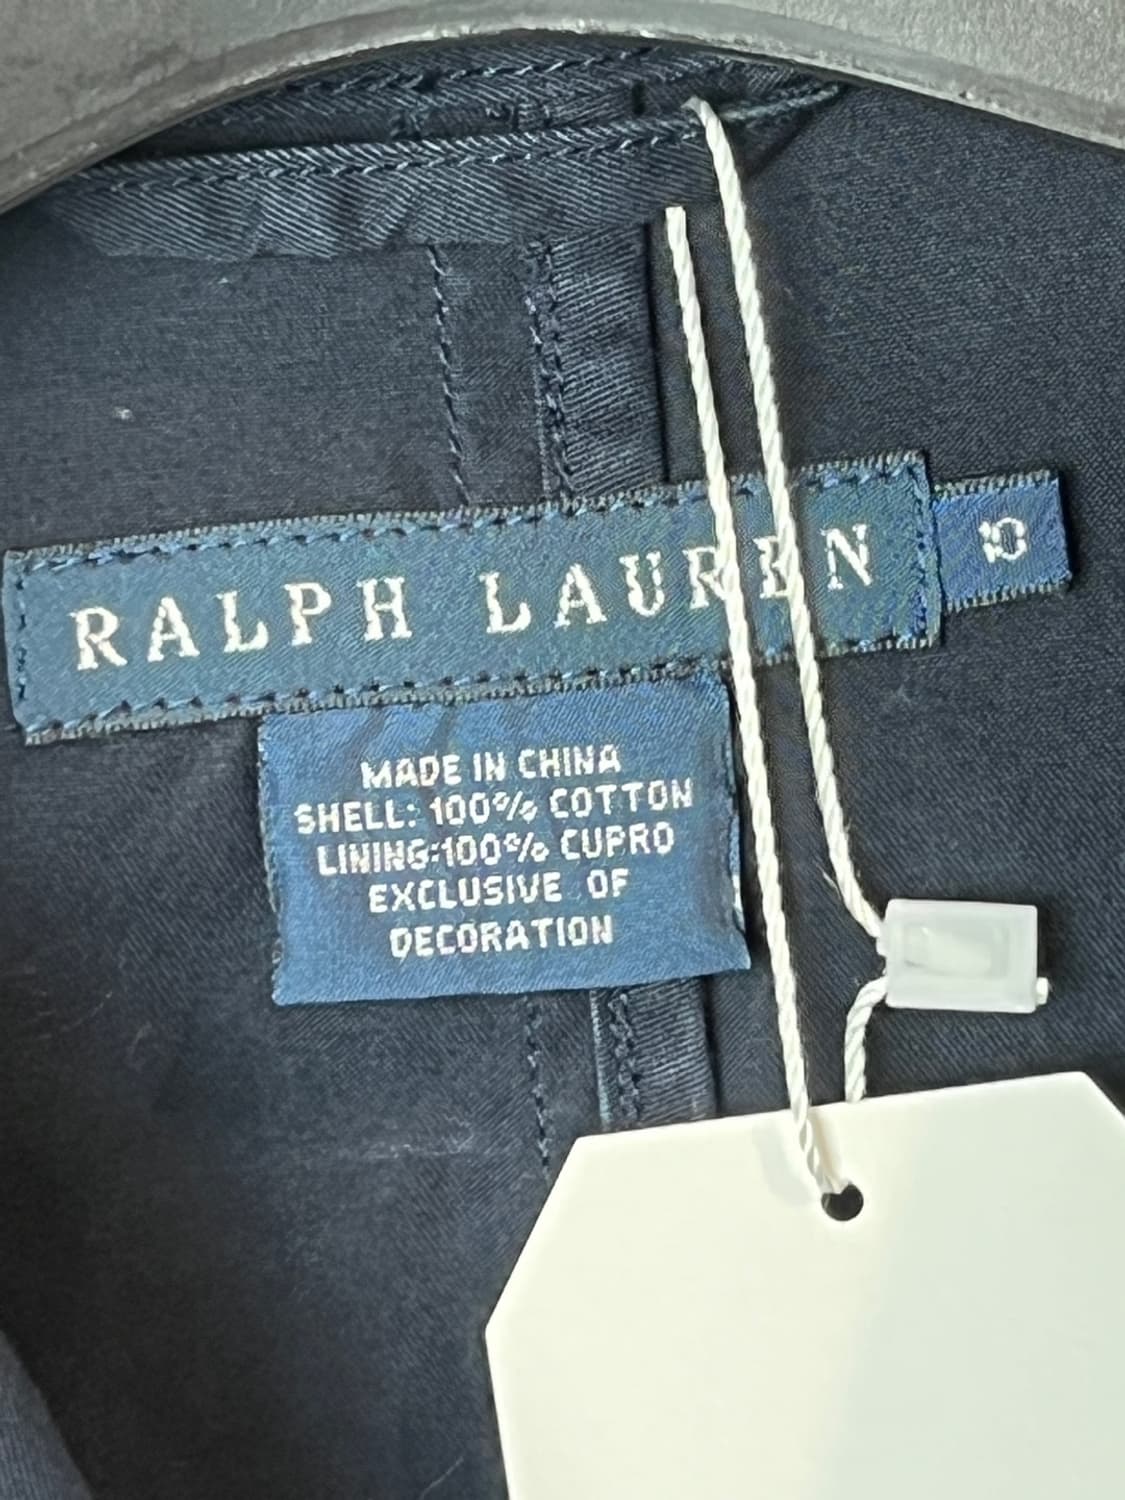 RALPH LAUREN
10
MADE IN CHINA
SHELL: 100% COTTON
LINING:100% CUPRO
EXCLUSIVE OF
DECORATION